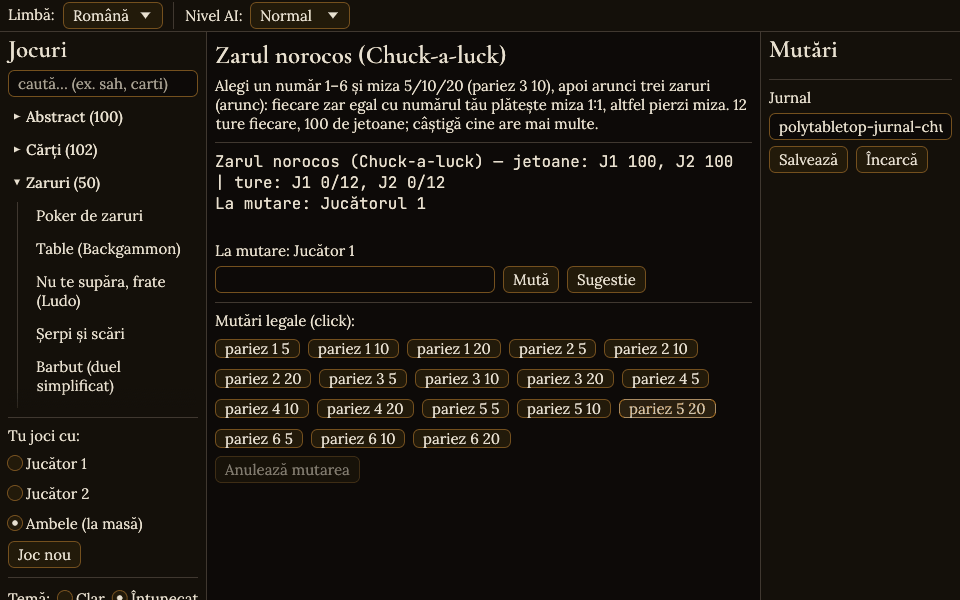 Limbă: Română ▼ Nivel AI: Normal ▼
Jocuri
caută... (ex. sah, carti)
▸ Abstract (100)
▸ Cărți (102)
▾ Zaruri (50)
Poker de zaruri
Table (Backgammon)
Nu te supăra, frate
(Ludo)
Șerpi și scări
Barbut (duel
simplificat)
Tu joci cu:
Jucător 1
Jucător 2
Ambele (la masă)
Joc nou
Temă: Clar Întunecat
Zarul norocos (Chuck-a-luck)
Alegi un număr 1–6 și miza 5/10/20 (pariez 3 10), apoi arunci trei zaruri
(arunc): fiecare zar egal cu numărul tău plătește miza 1:1, altfel pierzi miza. 12
ture fiecare, 100 de jetoane; câștigă cine are mai multe.
Zarul norocos (Chuck-a-luck) — jetoane: J1 100, J2 100
| ture: J1 0/12, J2 0/12
La mutare: Jucătorul 1
La mutare: Jucător 1
Mută Sugestie
Mutări legale (click):
pariez 1 5 pariez 1 10 pariez 1 20 pariez 2 5 pariez 2 10
pariez 2 20 pariez 3 5 pariez 3 10 pariez 3 20 pariez 4 5
pariez 4 10 pariez 4 20 pariez 5 5 pariez 5 10 pariez 5 20
pariez 6 5 pariez 6 10 pariez 6 20
Anulează mutarea
Mutări
Jurnal
polytabletop-jurnal-chu
Salvează Încarcă